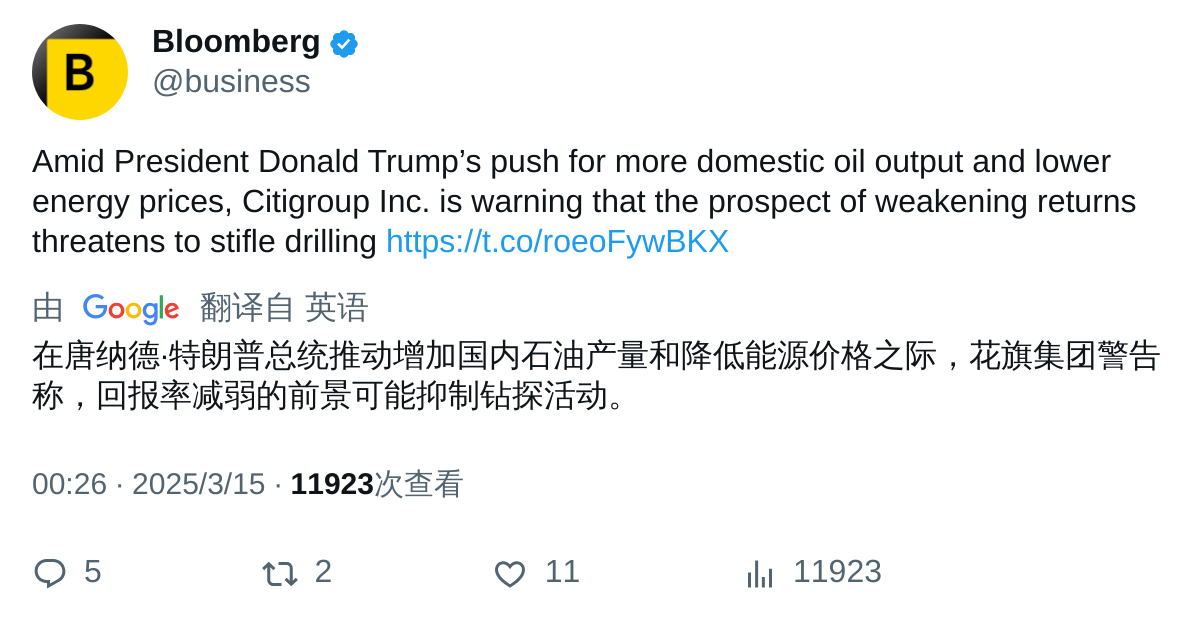 B
Bloomberg
@business
Amid President Donald Trump’s push for more domestic oil output and lower
energy prices, Citigroup Inc. is warning that the prospect of weakening returns
threatens to stifle drilling https://t.co/roeoFywBKX
由 Google 翻译自 英语
在唐纳德·特朗普总统推动增加国内石油产量和降低能源价格之际，花旗集团警告
称，回报率减弱的前景可能抑制钻探活动。
00:26 · 2025/3/15 · 11923次查看
5 2 11 11923